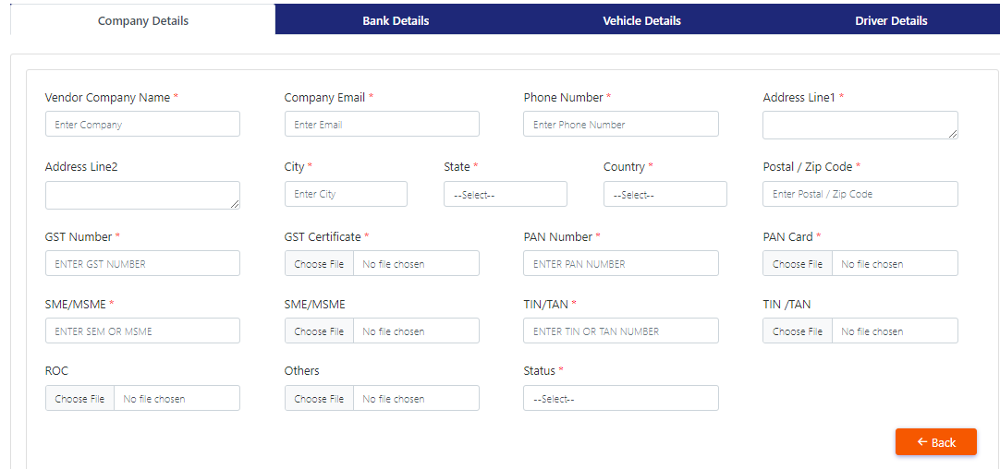 Company Details Bank Details Vehicle Details Driver Details
Vendor Company Name * Company Email * Phone Number * Address Line1 *
Enter Company Enter Email Enter Phone Number
Address Line2 City * State * Country * Postal / Zip Code *
Enter City --Select-- --Select-- Enter Postal / Zip Code
GST Number * GST Certificate * PAN Number * PAN Card *
ENTER GST NUMBER Choose File No file chosen ENTER PAN NUMBER Choose File No file chosen
SME/MSME * SME/MSME TIN/TAN * TIN /TAN
ENTER SEM OR MSME Choose File No file chosen ENTER TIN OR TAN NUMBER Choose File No file chosen
ROC Others Status *
Choose File No file chosen Choose File No file chosen --Select--
← Back